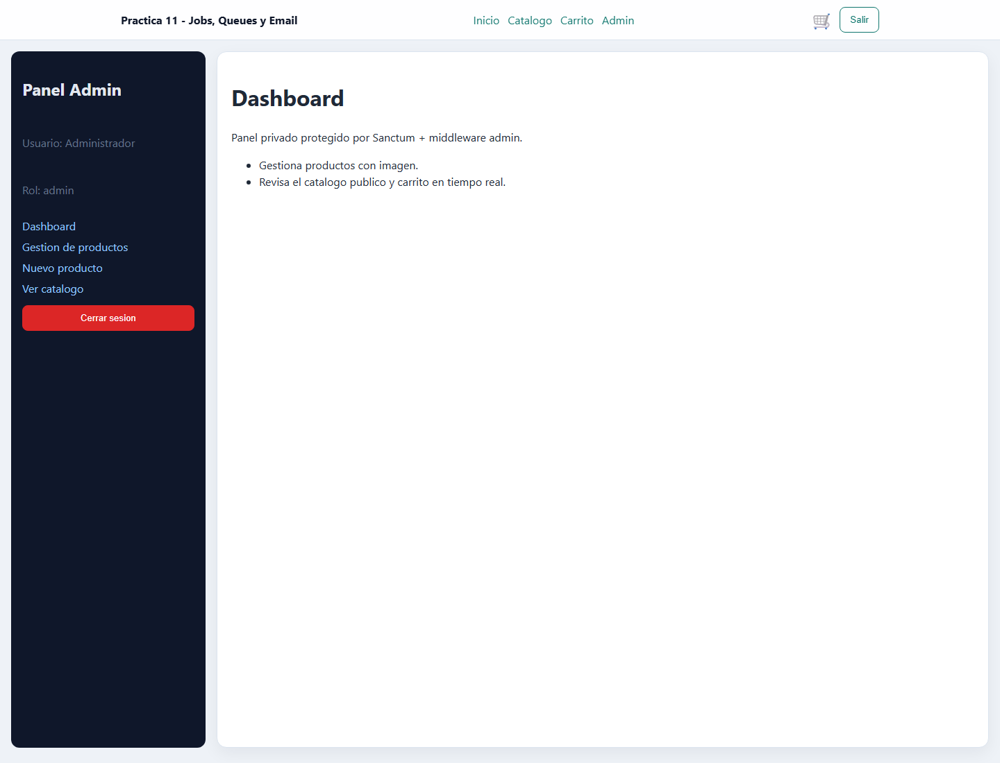 Practica 11 - Jobs, Queues y Email
Inicio Catalogo Carrito Admin
Salir
Panel Admin
Usuario: Administrador
Rol: admin
Dashboard
Gestion de productos
Nuevo producto
Ver catalogo
Cerrar sesion
Dashboard
Panel privado protegido por Sanctum + middleware admin.
Gestiona productos con imagen.
Revisa el catalogo publico y carrito en tiempo real.